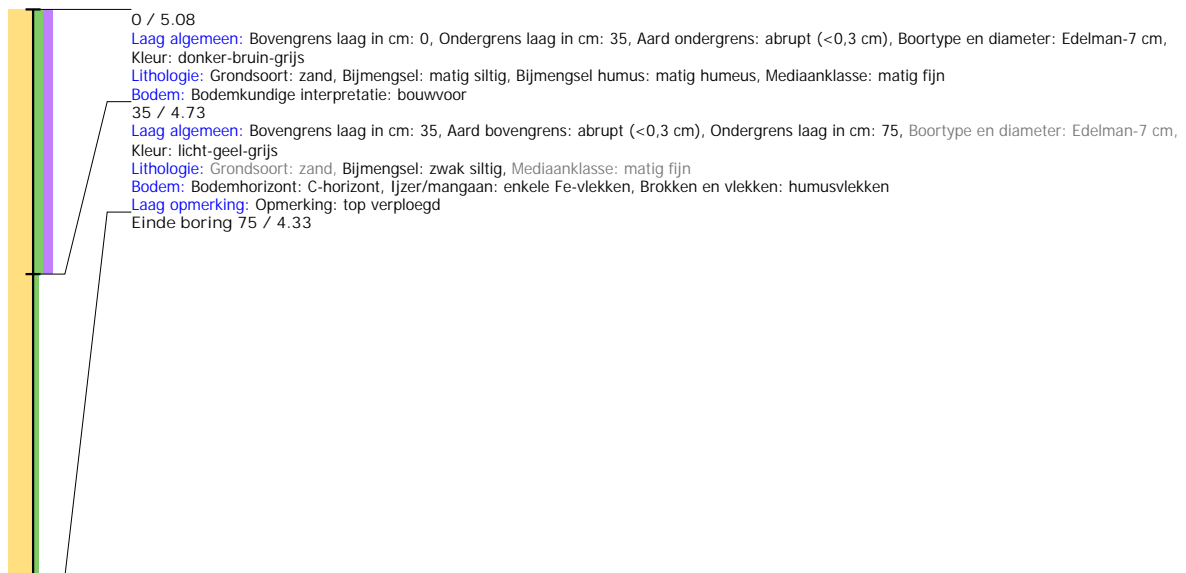 0 / 5.08
Laag algemeen: Bovengrens laag in cm: 0, Ondergrens laag in cm: 35, Aard ondergrens: abrupt (<0,3 cm), Boortype en diameter: Edelman-7 cm,
Kleur: donker-bruin-grijs
Lithologie: Grondsoort: zand, Bijmengsel: matig siltig, Bijmengsel humus: matig humeus, Mediaanklasse: matig fijn
Bodem: Bodemkundige interpretatie: bouwvoor
35 / 4.73
Laag algemeen: Bovengrens laag in cm: 35, Aard bovengrens: abrupt (<0,3 cm), Ondergrens laag in cm: 75, Boortype en diameter: Edelman-7 cm,
Kleur: licht-geel-grijs
Lithologie: Grondsoort: zand, Bijmengsel: zwak siltig, Mediaanklasse: matig fijn
Bodem: Bodemhorizont: C-horizont, Ijzer/mangaan: enkele Fe-vlekken, Brokken en vlekken: humusvlekken
Laag opmerking: Opmerking: top verploegd
Einde boring 75 / 4.33